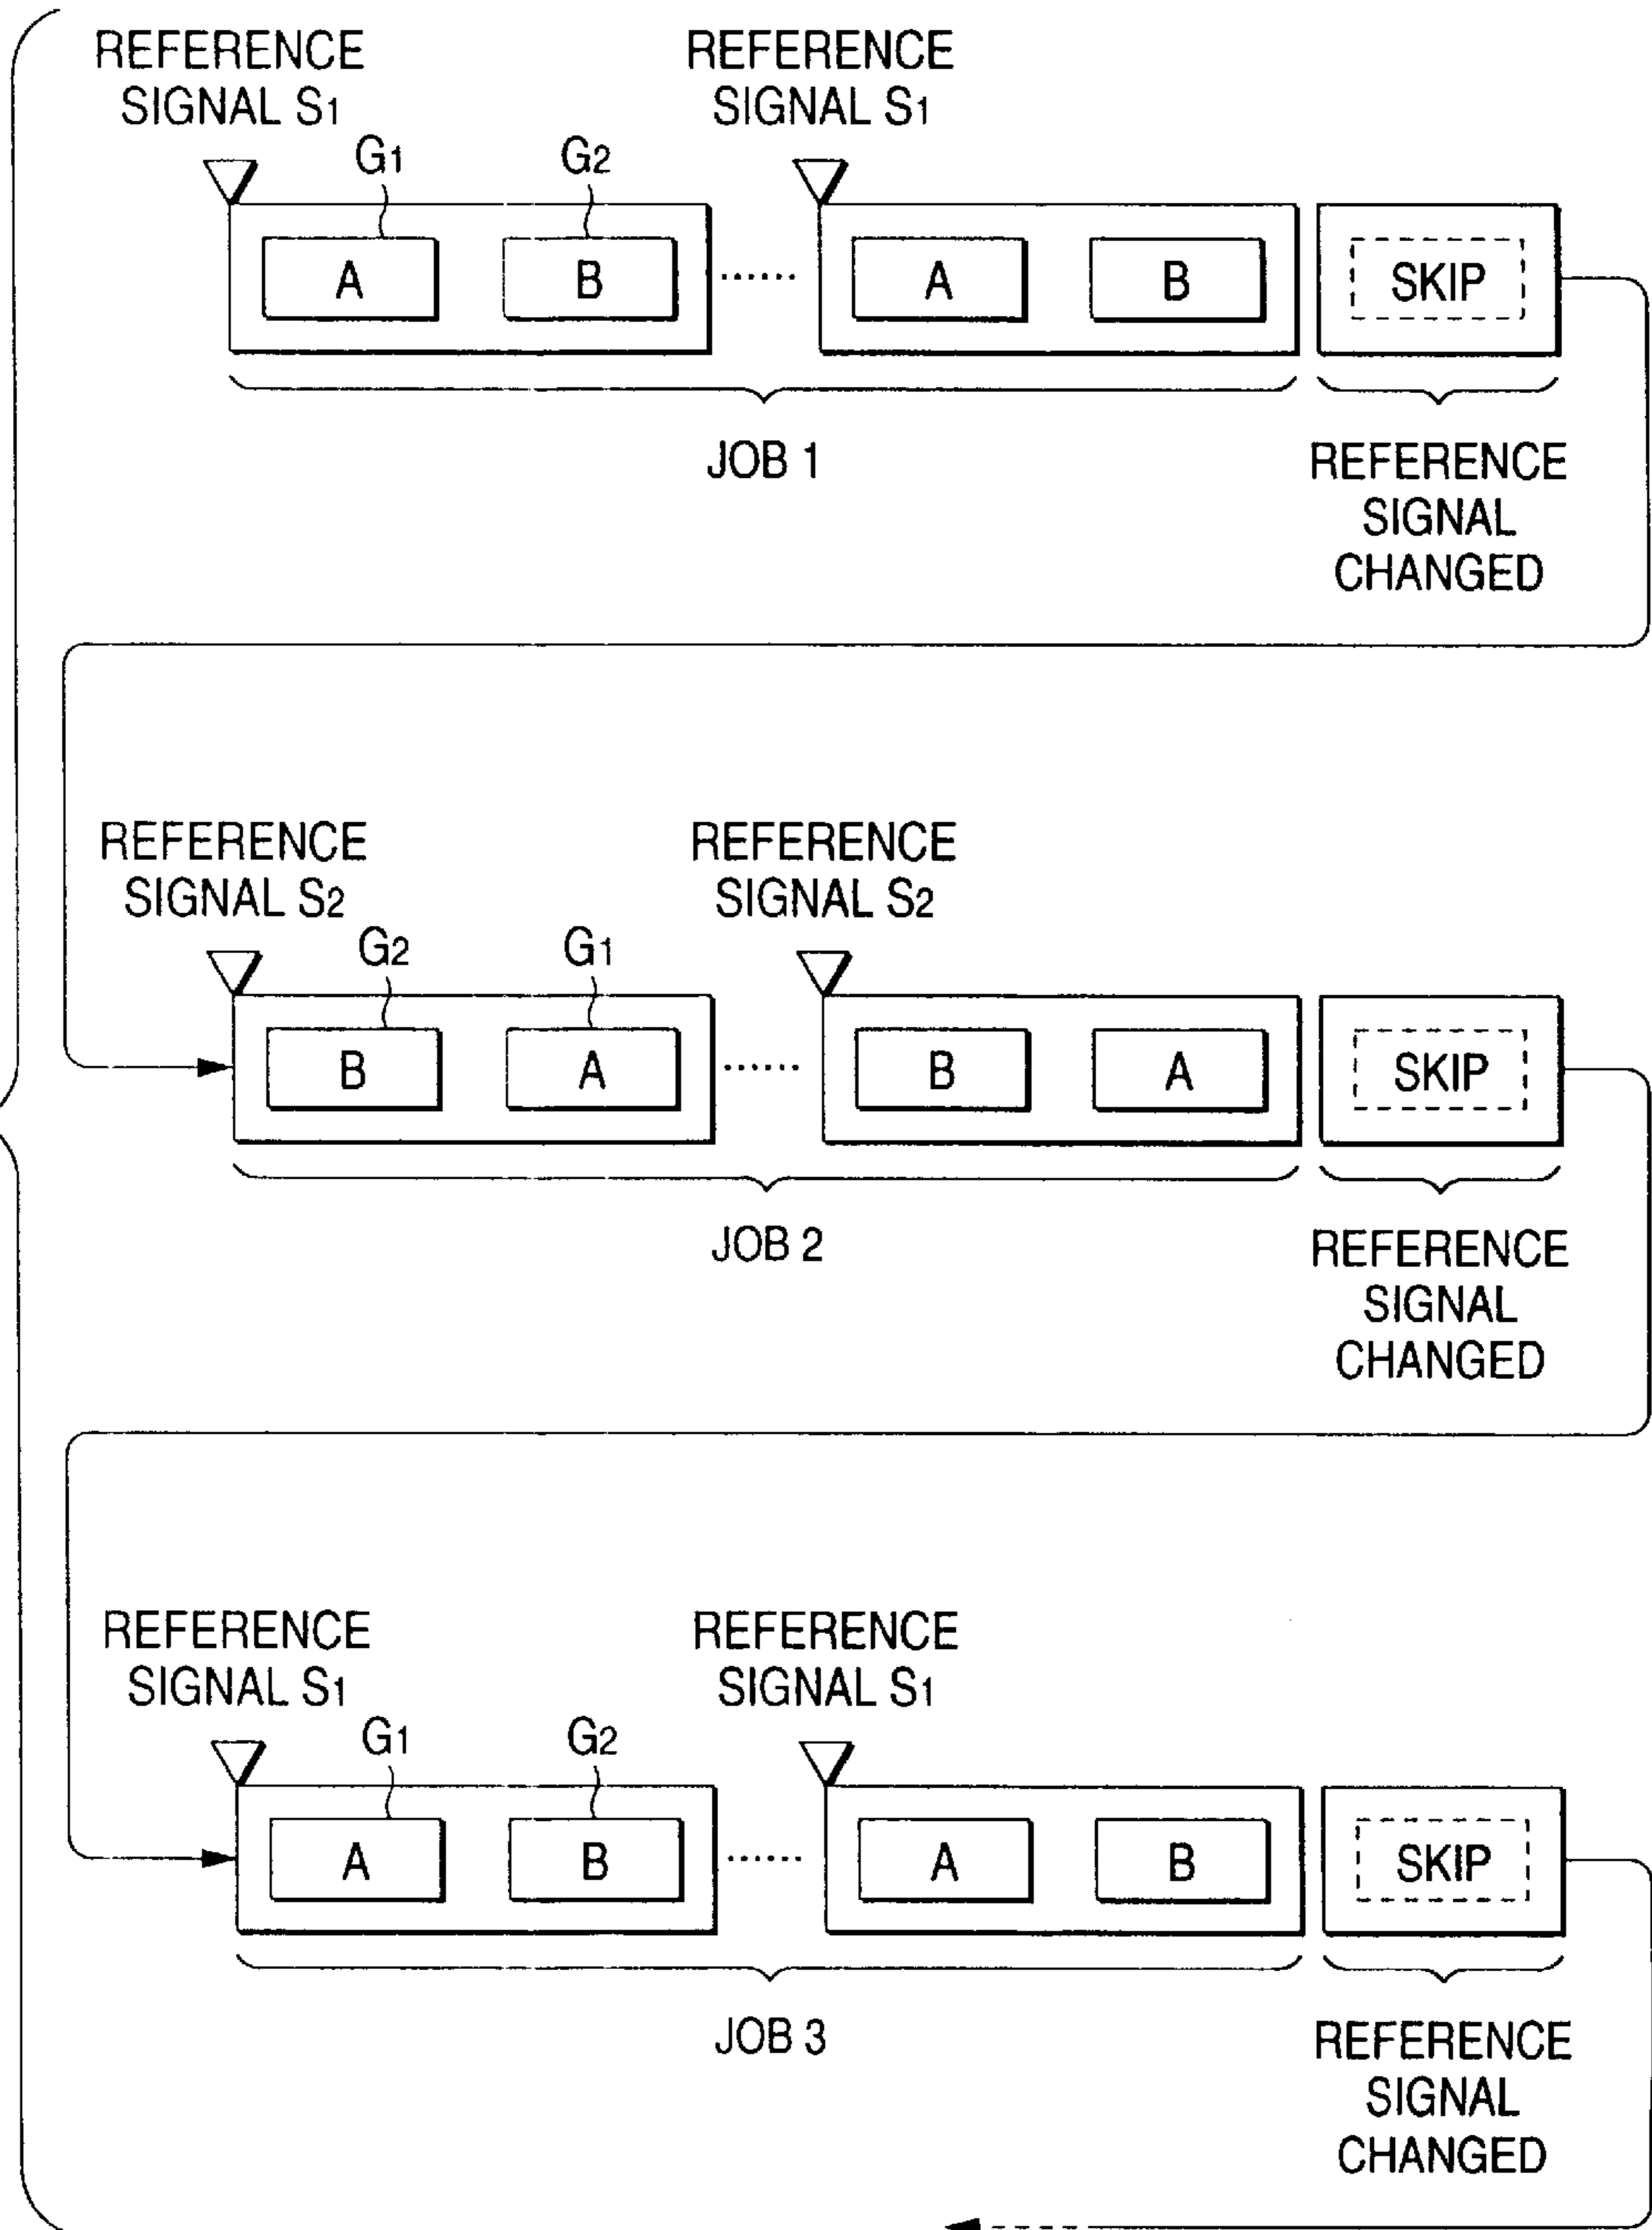 REFERENCE
SIGNAL S1
REFERENCE
SIGNAL S1
G1
G2
A
B
......
A
B
SKIP
JOB 1
REFERENCE
SIGNAL
CHANGED
REFERENCE
SIGNAL S2
REFERENCE
SIGNAL S2
G2
G1
B
A
......
B
A
SKIP
JOB 2
REFERENCE
SIGNAL
CHANGED
REFERENCE
SIGNAL S1
REFERENCE
SIGNAL S1
G1
G2
A
B
......
A
B
SKIP
JOB 3
REFERENCE
SIGNAL
CHANGED